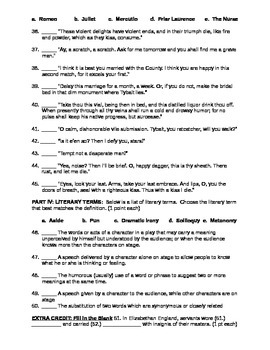 a. Romeo b. Juliet c. Mercutio d. Friar Laurence e. The Nurse
36. _____ "These violent delights have violent ends, and in their triumph die, like fire
and powder, which as they kiss, consume."
37. _____ "Ay, a scratch, a scratch. Ask for me tomorrow and you shall find me a grave
man."
38. _____ "I think it is best you married with the County. I think you are happy in this
second match, for it excels your first."
39. _____ "Delay this marriage for a month, a week. Or, if you do not, make the bridal
bed in that dim monument where Tybalt lies."
40. _____ "Take thou this vial, being then in bed, and this distilled liquor drink thou off.
When presently through all thy veins shall run a cold and drowsy humor; for no
pulse shall keep his native progress, but surcease."
41. _____ "O calm, dishonorable vile submission. Tybalt, you ratcatcher, will you walk?"
42. _____ "Is it e'en so? Then I defy you, stars!"
43. _____ "Tempt not a desperate man!"
44. _____ "Yea, noise? Then I'll be brief. O, happy dagger, this is thy sheath. There
rust, and let me die."
45. _____ "Eyes, look your last. Arms, take your last embrace. And lips, O, you the
doors of breath, seal with a righteous kiss. Thus with a kiss I die."
PART IV: LITERARY TERMS: Below is a list of literary terms. Choose the literary term
that best matches the definition. (1 point each)
a. Aside b. Pun c. Dramatic Irony d. Soliloquy e. Metonymy
46. _____ The words or acts of a character in a play that may carry a meaning
unperceived by himself but understood by the audience; or when the audience
knows more than the characters on stage.
47. _____ A speech delivered by a character alone on stage to allow people to know
what he or she is thinking or feeling.
48. _____ The humorous (usually) use of a word or phrase to suggest two or more
meanings at the same time.
49. _____ A speech given by a character to the audience, while other characters are on
stage
50. _____ The substitution of two words which are synonymous or closely related
EXTRA CREDIT: Fill in the Blank 51. In Elizabethan England, servants wore (51.)
__________ and carried (52.) __________ with insignia of their masters. (1 pt each)